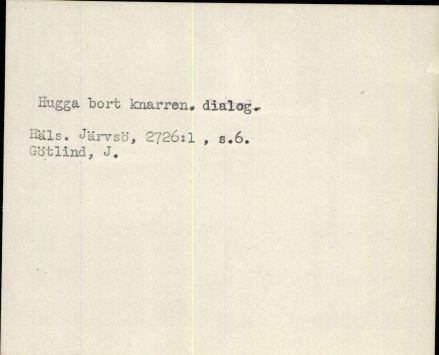 Hugga bort knarren. dialog.
Häls. Järvsö, 2726:1 , s.6.
Götlind, J.